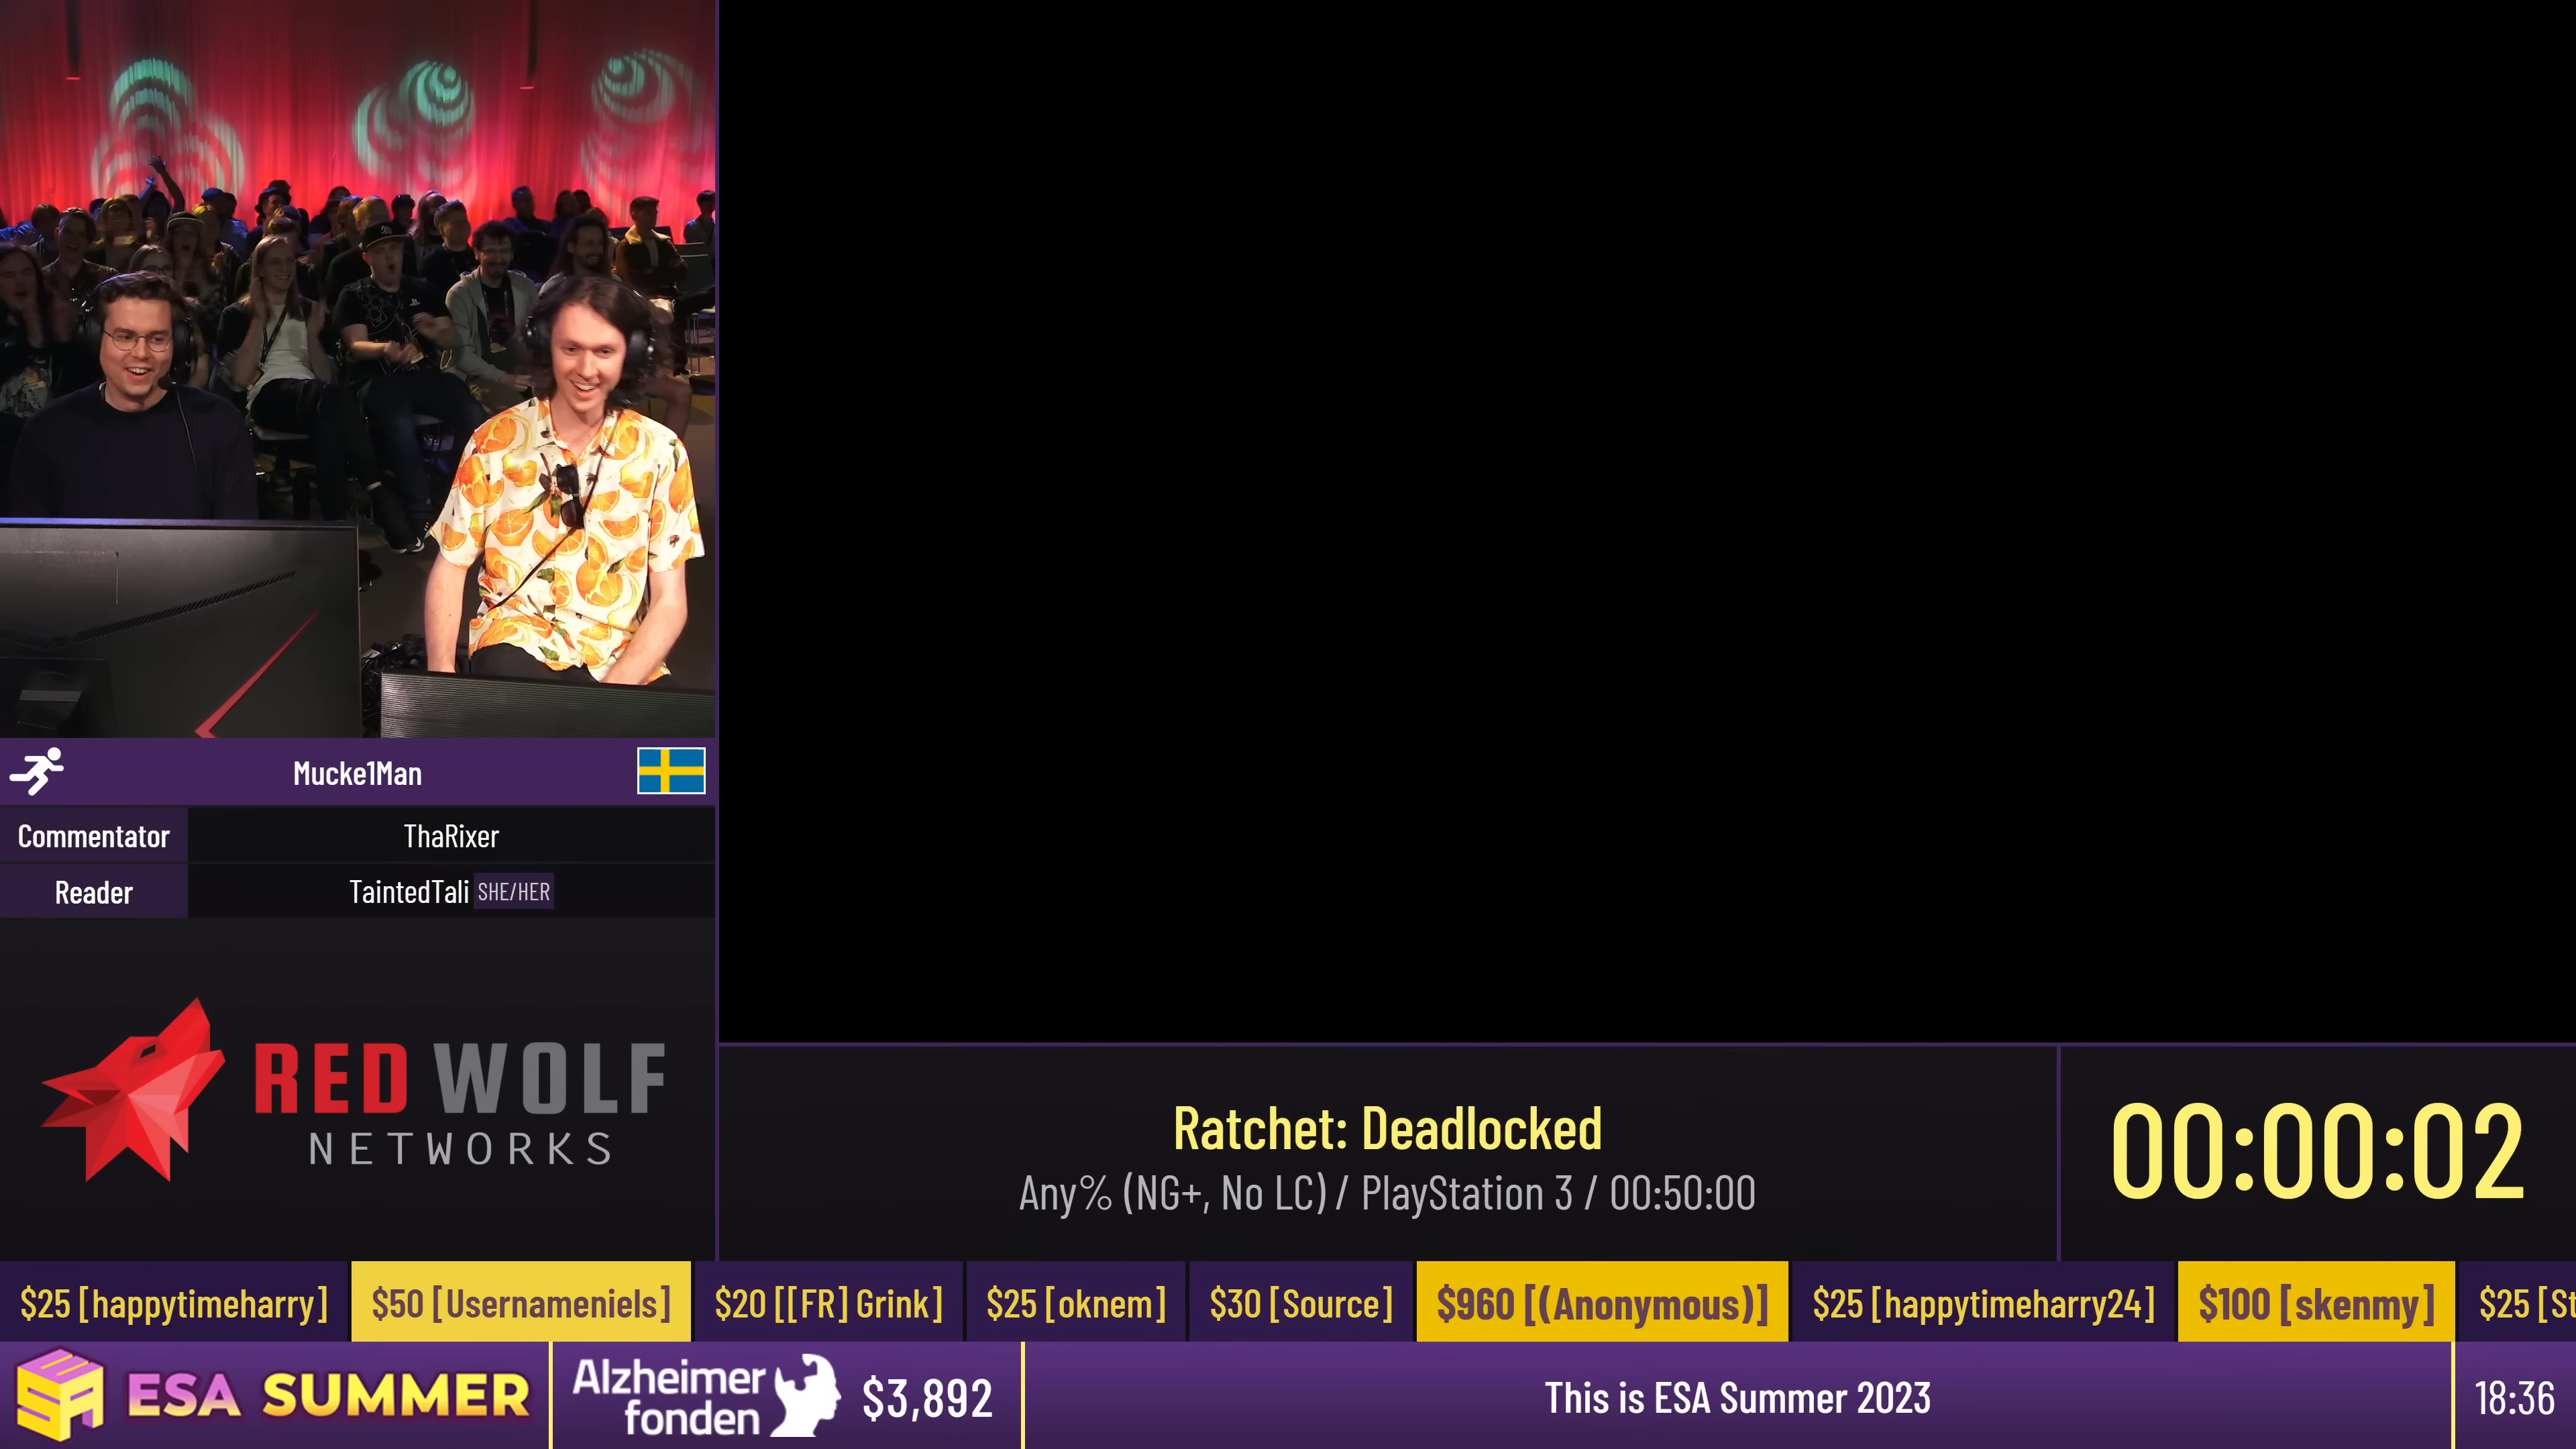 Mucke1Man
Commentator ThaRixer
Reader TaintedTali SHE/HER
RED WOLF
NETWORKS
Ratchet: Deadlocked
Any% (NG+, No LC) / PlayStation 3 / 00:50:00
00:00:02
$25 [happytimeharry] $50 [Usernameniels] $20 [[FR] Grink] $25 [oknem] $30 [Source] $960 [(Anonymous)] $25 [happytimeharry24] $100 [skenmy] $25 [St
ESA SUMMER
Alzheimer
fonden
$3,892
This is ESA Summer 2023
18:36